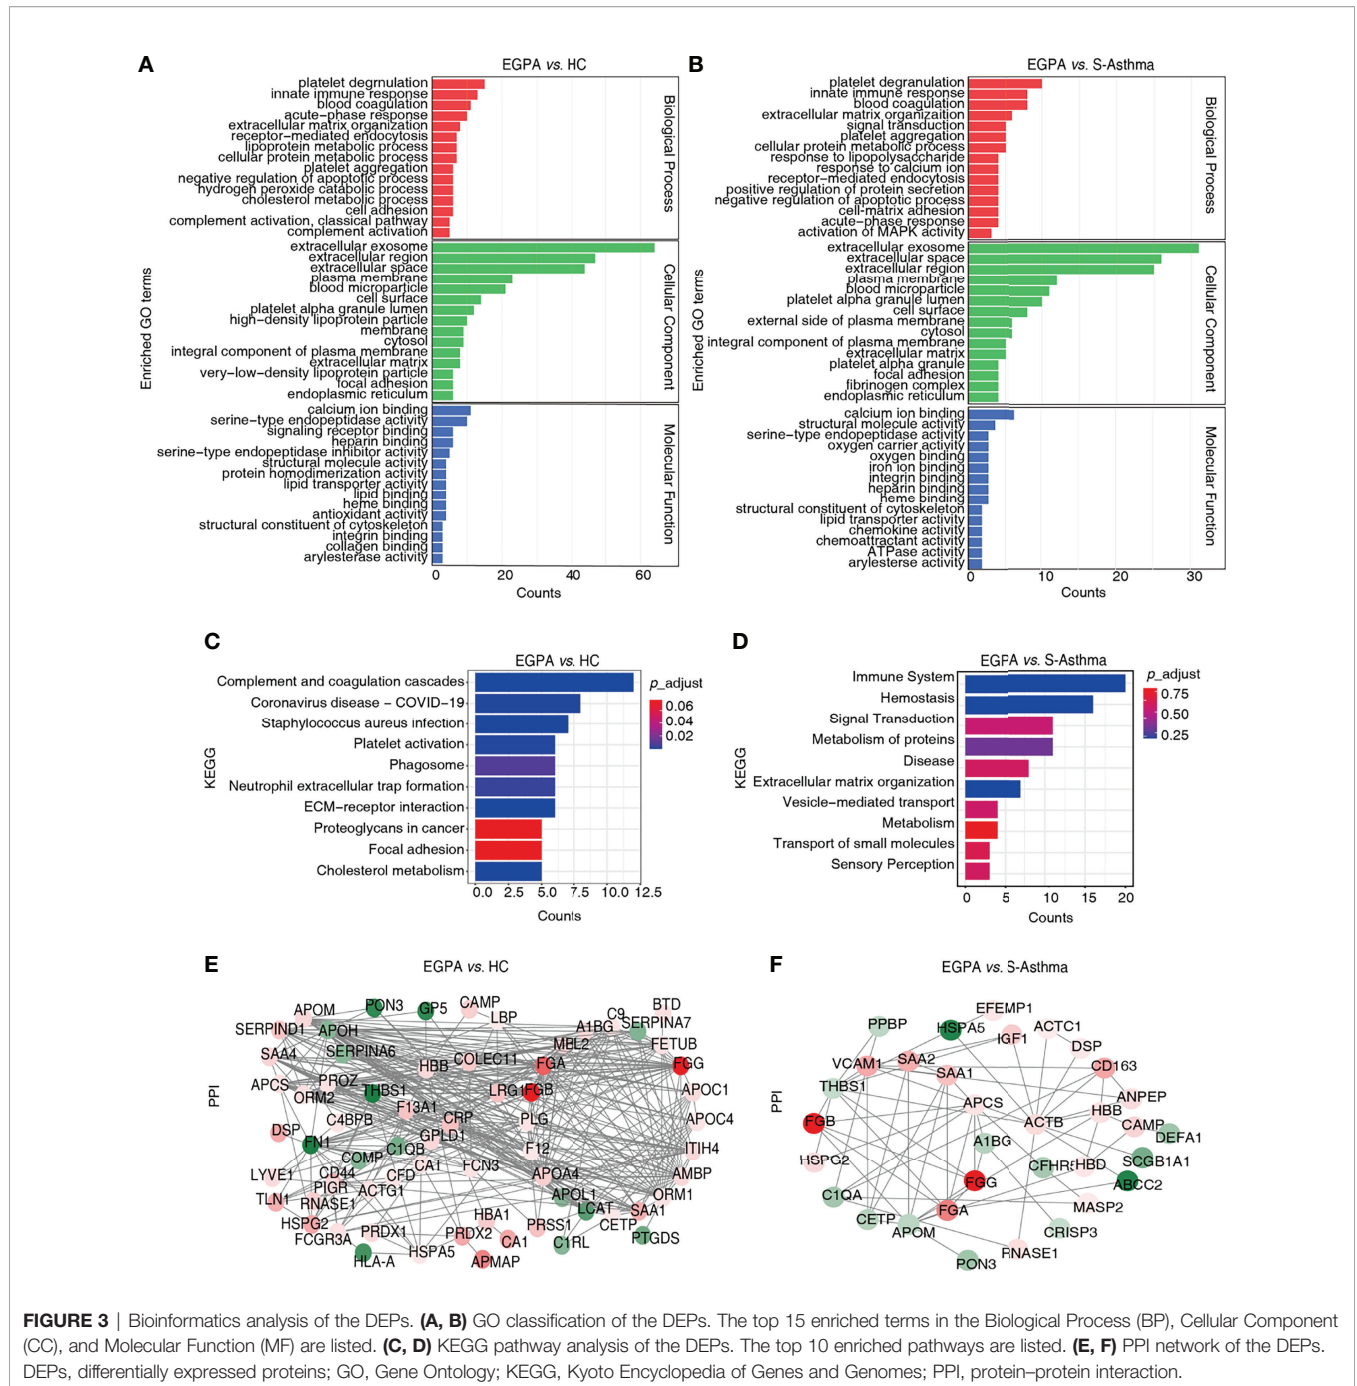 A
EGPA vs. HC
platelet degrnulation
innate immune response
blood coagulation
acute-phase response
extracellular matrix organization
receptor-mediated endocytosis
lipoprotein metabolic process
cellular protein metabolic process
platelet aggregation
negative regulation of apoptotic process
hydrogen peroxide catabolic process
cholesterol metabolic process
cell adhesion
complement activation, classical pathway
complement activation
Biological Process
extracellular exosome
extracellular region
extracellular space
plasma membrane
blood microparticle
cell surface
platelet alpha granule lumen
high-density lipoprotein particle
membrane
cytosol
integral component of plasma membrane
extracellular matrix
very-low-density lipoprotein particle
focal adhesion
endoplasmic reticulum
Cellular Component
calcium ion binding
serine-type endopeptidase activity
signaling receptor binding
heparin binding
serine-type endopeptidase inhibitor activity
structural molecule activity
protein homodimerization activity
lipid transporter activity
lipid binding
heme binding
antioxidant activity
structural constituent of cytoskeleton
integrin binding
collagen binding
arylesterase activity
Molecular Function
Enriched GO terms
0 20 40 60
Counts
B
EGPA vs. S-Asthma
platelet degranulation
innate immune response
blood coagulation
extracellular matrix organizaition
signal transduction
platelet aggregation
cellular protein metabolic process
response to lipopolysaccharide
response to calcium ion
receptor-mediated endocytosis
positive regulation of protein secretion
negative regulation of apoptotic process
cell-matrix adhesion
acute-phase response
activation of MAPK activity
Biological Process
extracellular exosome
extracellular space
extracellular region
plasma membrane
blood microparticle
platelet alpha granule lumen
cell surface
external side of plasma membrane
cytosol
integral component of plasma membrane
extracellular matrix
platelet alpha granule
focal adhesion
fibrinogen complex
endoplasmic reticulum
Cellular Component
calcium ion binding
structural molecule activity
serine-type endopeptidase activity
oxygen carrier activity
oxygen binding
iron ion binding
integrin binding
heparin binding
heme binding
structural constituent of cytoskeleton
lipid transporter activity
chemokine activity
chemoattractant activity
ATPase activity
arylesterse activity
Molecular Function
Enriched GO terms
0 10 20 30
Counts
C
EGPA vs. HC
Complement and coagulation cascades
Coronavirus disease – COVID-19
Staphylococcus aureus infection
Platelet activation
Phagosome
Neutrophil extracellular trap formation
ECM-receptor interaction
Proteoglycans in cancer
Focal adhesion
Cholesterol metabolism
KEGG
0.0 2.5 5.0 7.5 10.0 12.5
Counts
p_adjust
0.06
0.04
0.02
D
EGPA vs. S-Asthma
Immune System
Hemostasis
Signal Transduction
Metabolism of proteins
Disease
Extracellular matrix organization
Vesicle-mediated transport
Metabolism
Transport of small molecules
Sensory Perception
KEGG
0 5 10 15 20
Counts
p_adjust
0.75
0.50
0.25
E
EGPA vs. HC
PPI
APOM PON3 GP5 CAMP LBP C9 BTD
SERPIND1 APOH A1BG SERPINA7
SAA4 SERPINA6 HBB COLEC11 MBL2 FETUB
FGA FGG
APCS PROZ THBS1 LRG1 FGB APOC1
ORM2 F13A1
C4BPB CRP PLG APOC4
DSP FN1 C1QB GPLD1 F12 ITIH4
COMP
LYVE1 CD44 CFD CA1 FCN3 APOA4 AMBP
TLN1 PIGR RNASE1 ACTG1 APOL1 ORM1
LCAT SAA1
HSPG2 FCGR3A PRDX1 HBA1 PRDX2 PRSS1 CETP
HLA-A HSPA5 APMAP CA1 C1RL PTGDS
F
EGPA vs. S-Asthma
PPI
EFEMP1
PPBP HSPA5 IGF1 ACTC1
DSP
VCAM1 SAA2 SAA1 CD163
THBS1 APCS HBB ANPEP
FGB ACTB CAMP DEFA1
A1BG
HSPG2 CFHR HBD SCGB1A1
FGG ABCC2
C1QA FGA MASP2
CETP APOM CRISP3
RNASE1
PON3
FIGURE 3 | Bioinformatics analysis of the DEPs. (A, B) GO classification of the DEPs. The top 15 enriched terms in the Biological Process (BP), Cellular Component
(CC), and Molecular Function (MF) are listed. (C, D) KEGG pathway analysis of the DEPs. The top 10 enriched pathways are listed. (E, F) PPI network of the DEPs.
DEPs, differentially expressed proteins; GO, Gene Ontology; KEGG, Kyoto Encyclopedia of Genes and Genomes; PPI, protein–protein interaction.